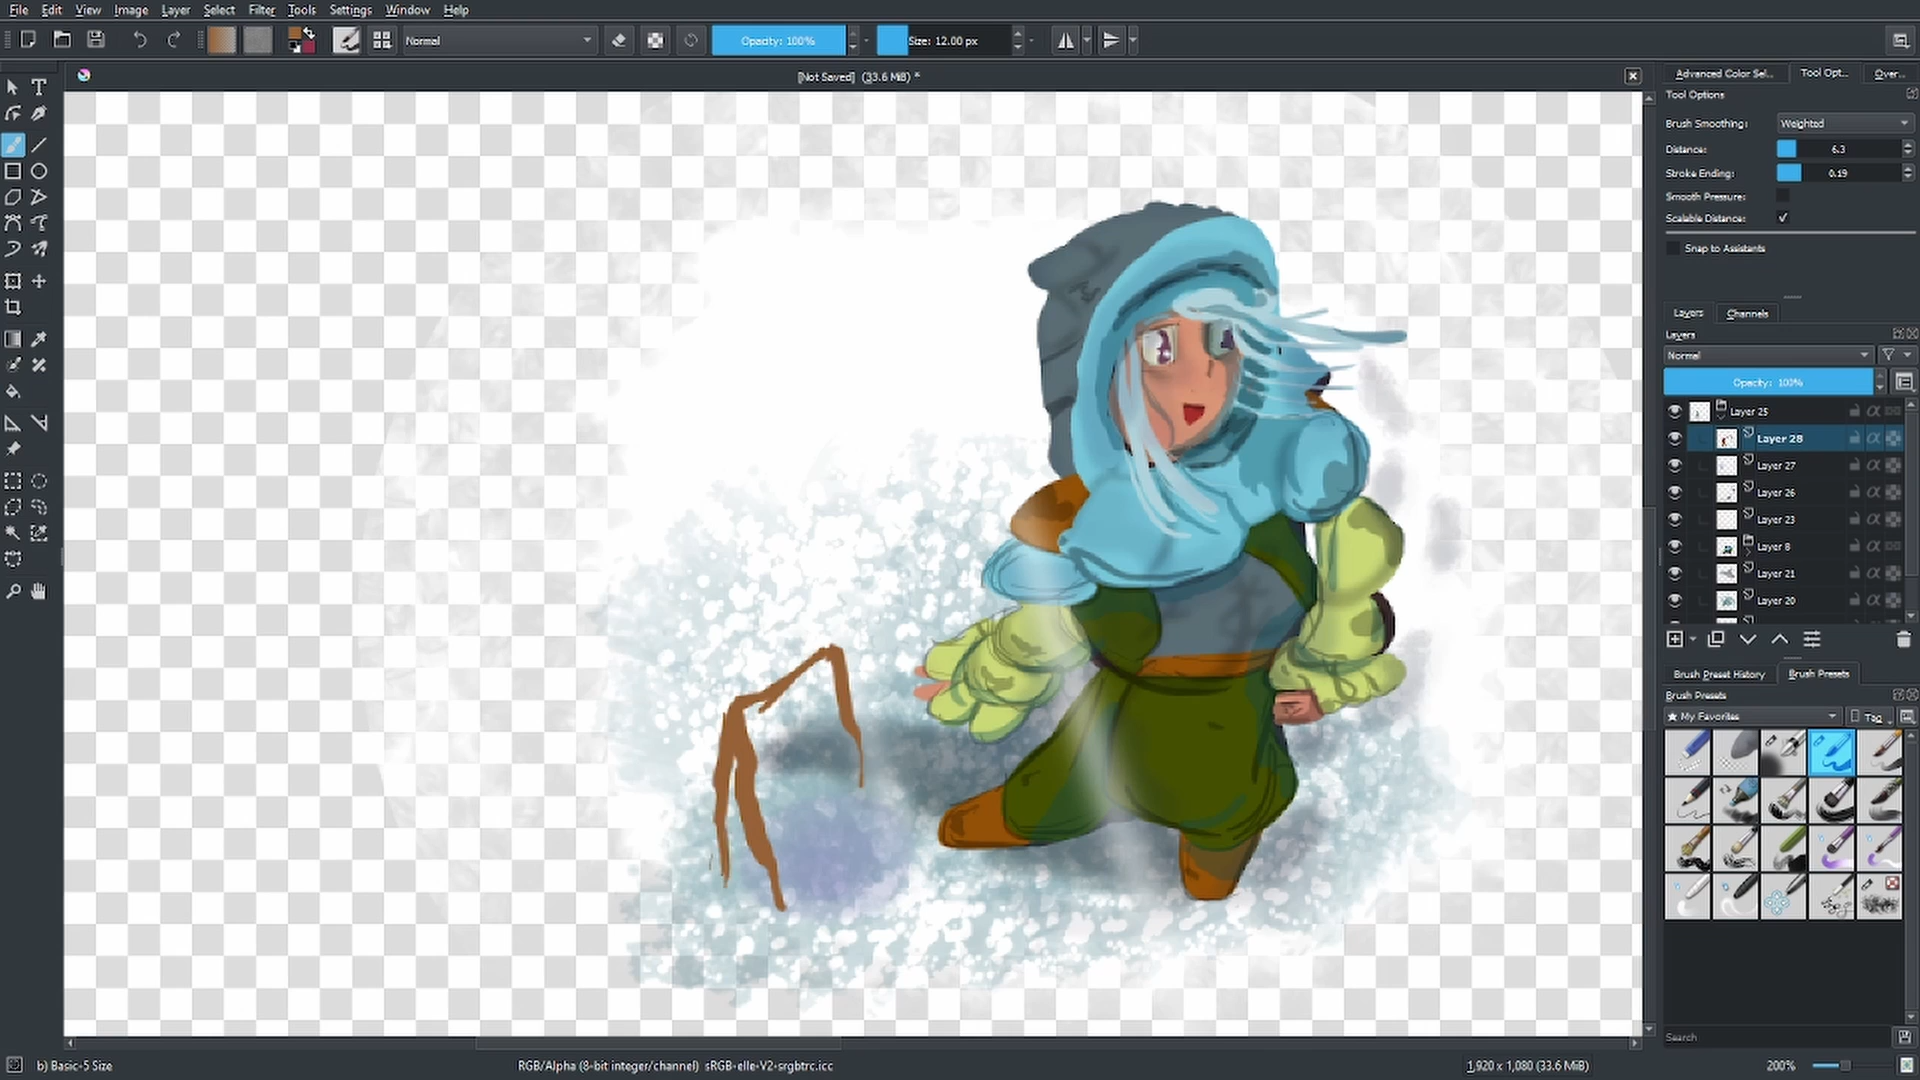 File Edit View Image Layer Select Filter Tools Settings Window Help
Normal Opacity: 100% Size: 12.00 px
[Not Saved] (33.6 MiB) *
Advanced Color Sel... Tool Opt... Over...
Tool Options
Brush Smoothing: Weighted
Distance: 6.3
Stroke Ending: 0.19
Smooth Pressure:
Scalable Distance:
Snap to Assistants
Layers Channels
Layers
Normal
Opacity: 100%
Layer 25
Layer 28
Layer 27
Layer 26
Layer 23
Layer 8
Layer 21
Layer 20
Brush Preset History Brush Presets
Brush Presets
★ My Favorites Tag
Search
b) Basic-5 Size RGB/Alpha (8-bit integer/channel) sRGB-elle-V2-srgbtrc.icc 1,920 x 1,080 (33.6 MiB) 200%